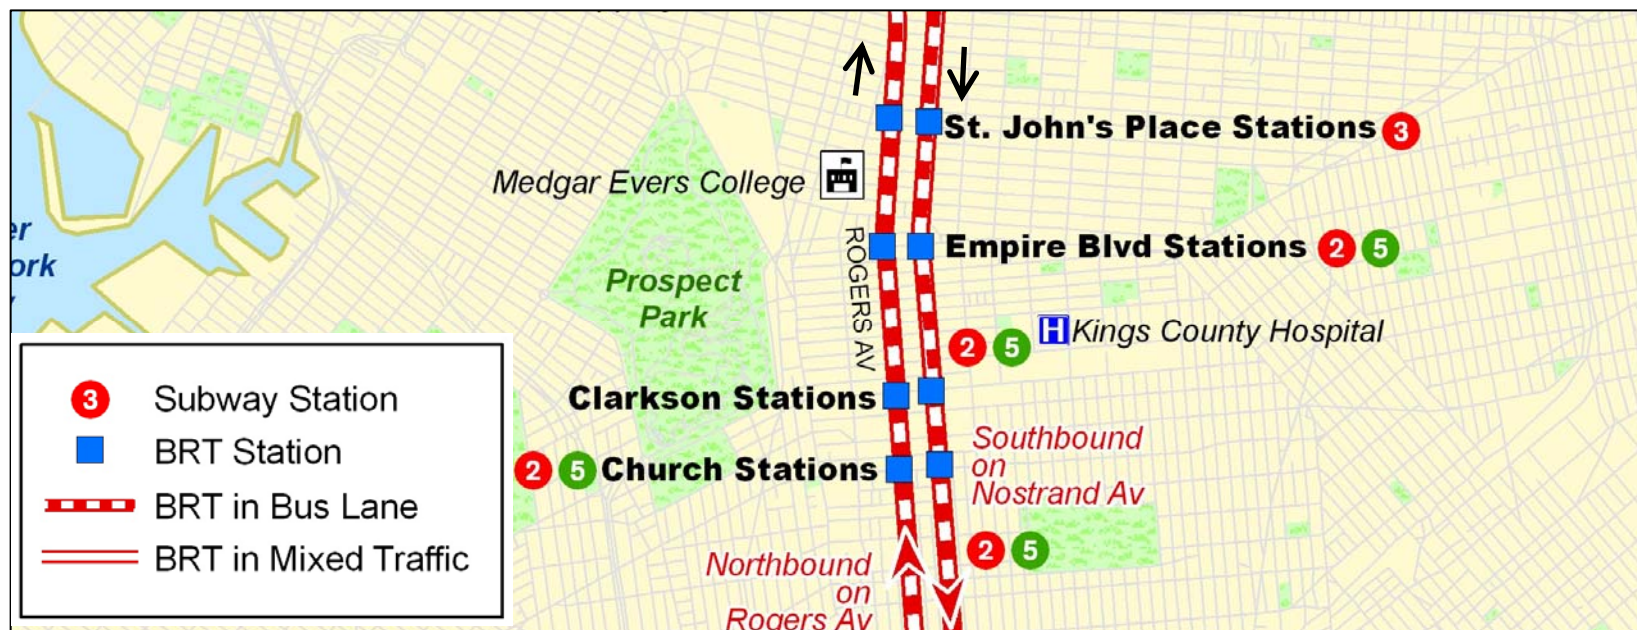 St. John's Place Stations 3
Medgar Evers College
er
ork
ROGERS AV
Empire Blvd Stations 2 5
Prospect
Park
2 5 H Kings County Hospital
Clarkson Stations
2 5 Church Stations
Southbound
on
Nostrand Av
2 5
Northbound
on
Rogers Av
3 Subway Station
BRT Station
BRT in Bus Lane
BRT in Mixed Traffic